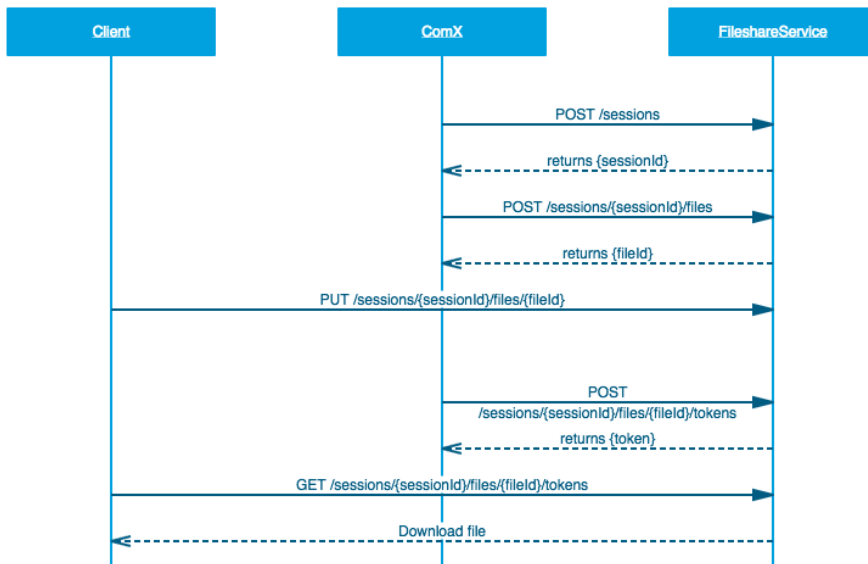 Client
ComX
FileshareService
POST /sessions
returns {sessionId}
POST /sessions/{sessionId}/files
returns {fileId}
PUT /sessions/{sessionId}/files/{fileId}
POST
/sessions/{sessionId}/files/{fileId}/tokens
returns {token}
GET /sessions/{sessionId}/files/{fileId}/tokens
Download file